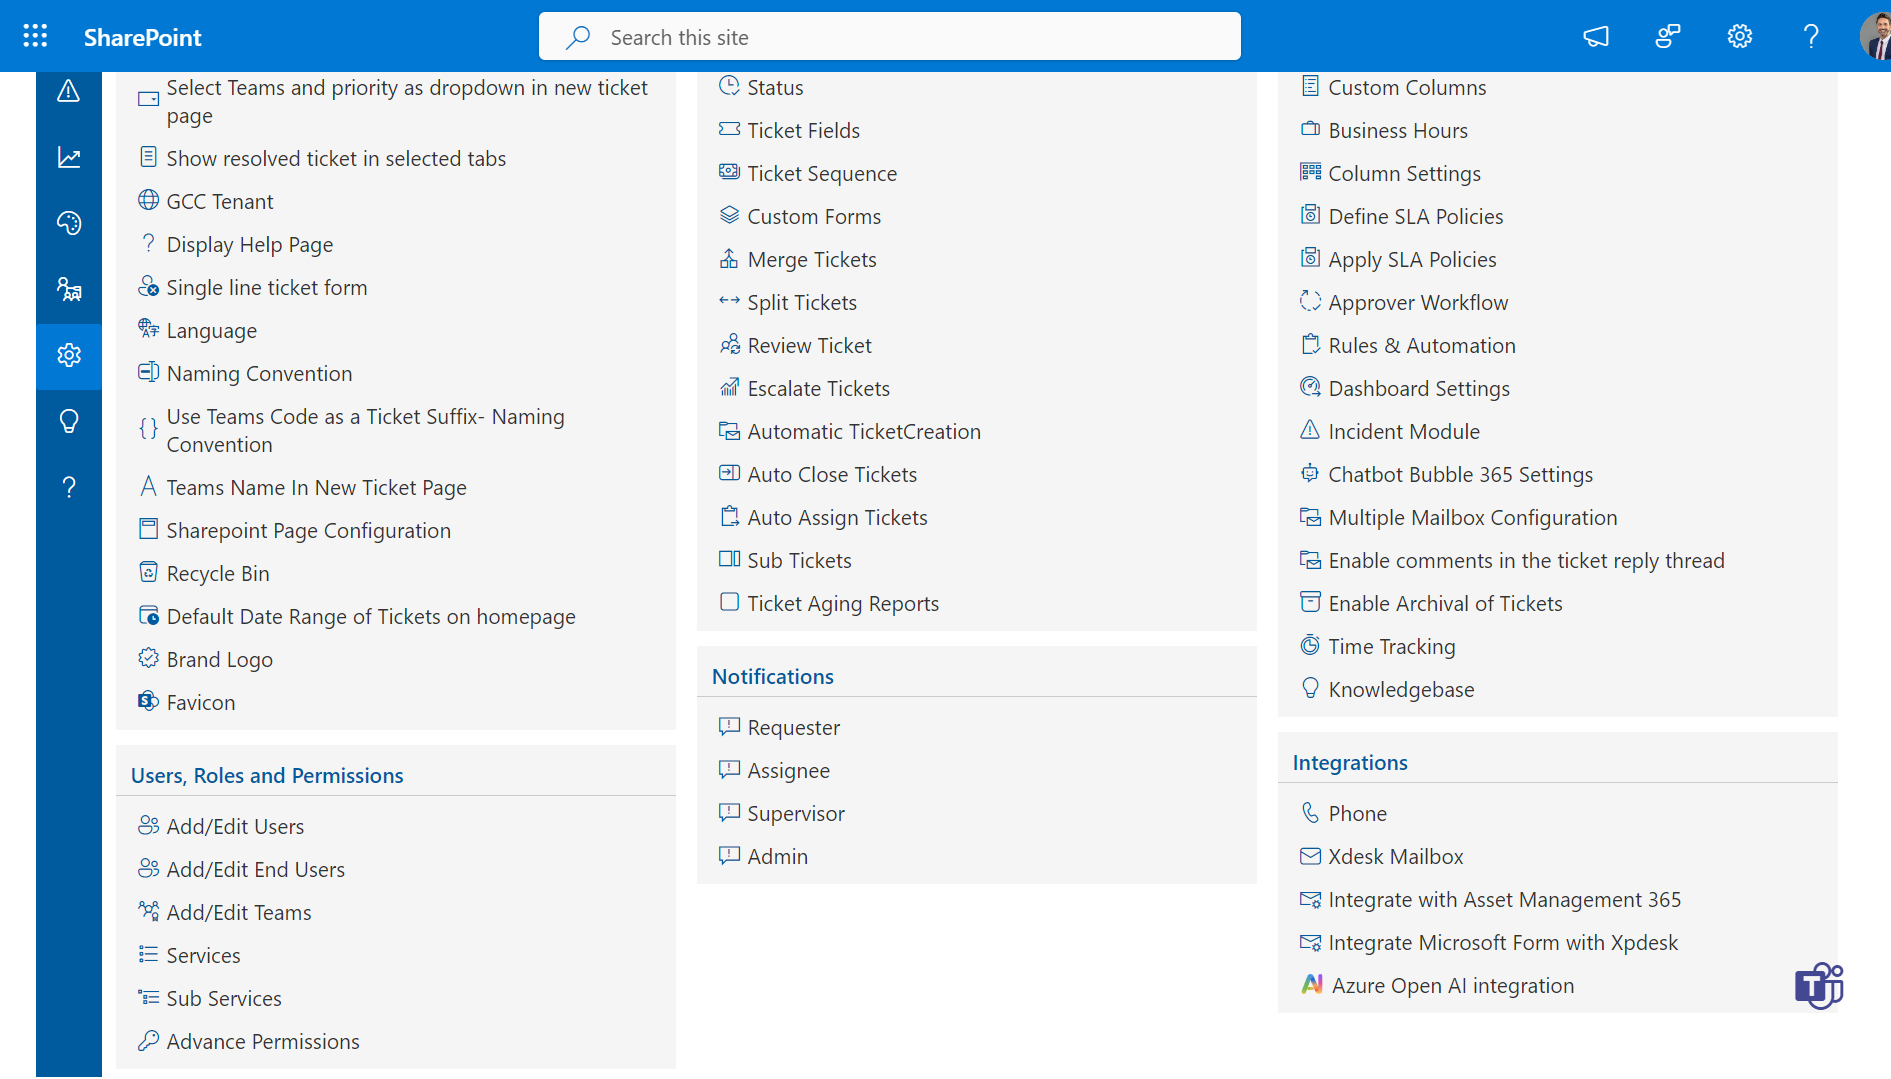 SharePoint
Search this site
Select Teams and priority as dropdown in new ticket
page
Show resolved ticket in selected tabs
GCC Tenant
Display Help Page
Single line ticket form
Language
Naming Convention
Use Teams Code as a Ticket Suffix- Naming
Convention
Teams Name In New Ticket Page
Sharepoint Page Configuration
Recycle Bin
Default Date Range of Tickets on homepage
Brand Logo
Favicon
Users, Roles and Permissions
Add/Edit Users
Add/Edit End Users
Add/Edit Teams
Services
Sub Services
Advance Permissions
Status
Ticket Fields
Ticket Sequence
Custom Forms
Merge Tickets
Split Tickets
Review Ticket
Escalate Tickets
Automatic TicketCreation
Auto Close Tickets
Auto Assign Tickets
Sub Tickets
Ticket Aging Reports
Notifications
Requester
Assignee
Supervisor
Admin
Custom Columns
Business Hours
Column Settings
Define SLA Policies
Apply SLA Policies
Approver Workflow
Rules & Automation
Dashboard Settings
Incident Module
Chatbot Bubble 365 Settings
Multiple Mailbox Configuration
Enable comments in the ticket reply thread
Enable Archival of Tickets
Time Tracking
Knowledgebase
Integrations
Phone
Xdesk Mailbox
Integrate with Asset Management 365
Integrate Microsoft Form with Xpdesk
AI Azure Open AI integration
T